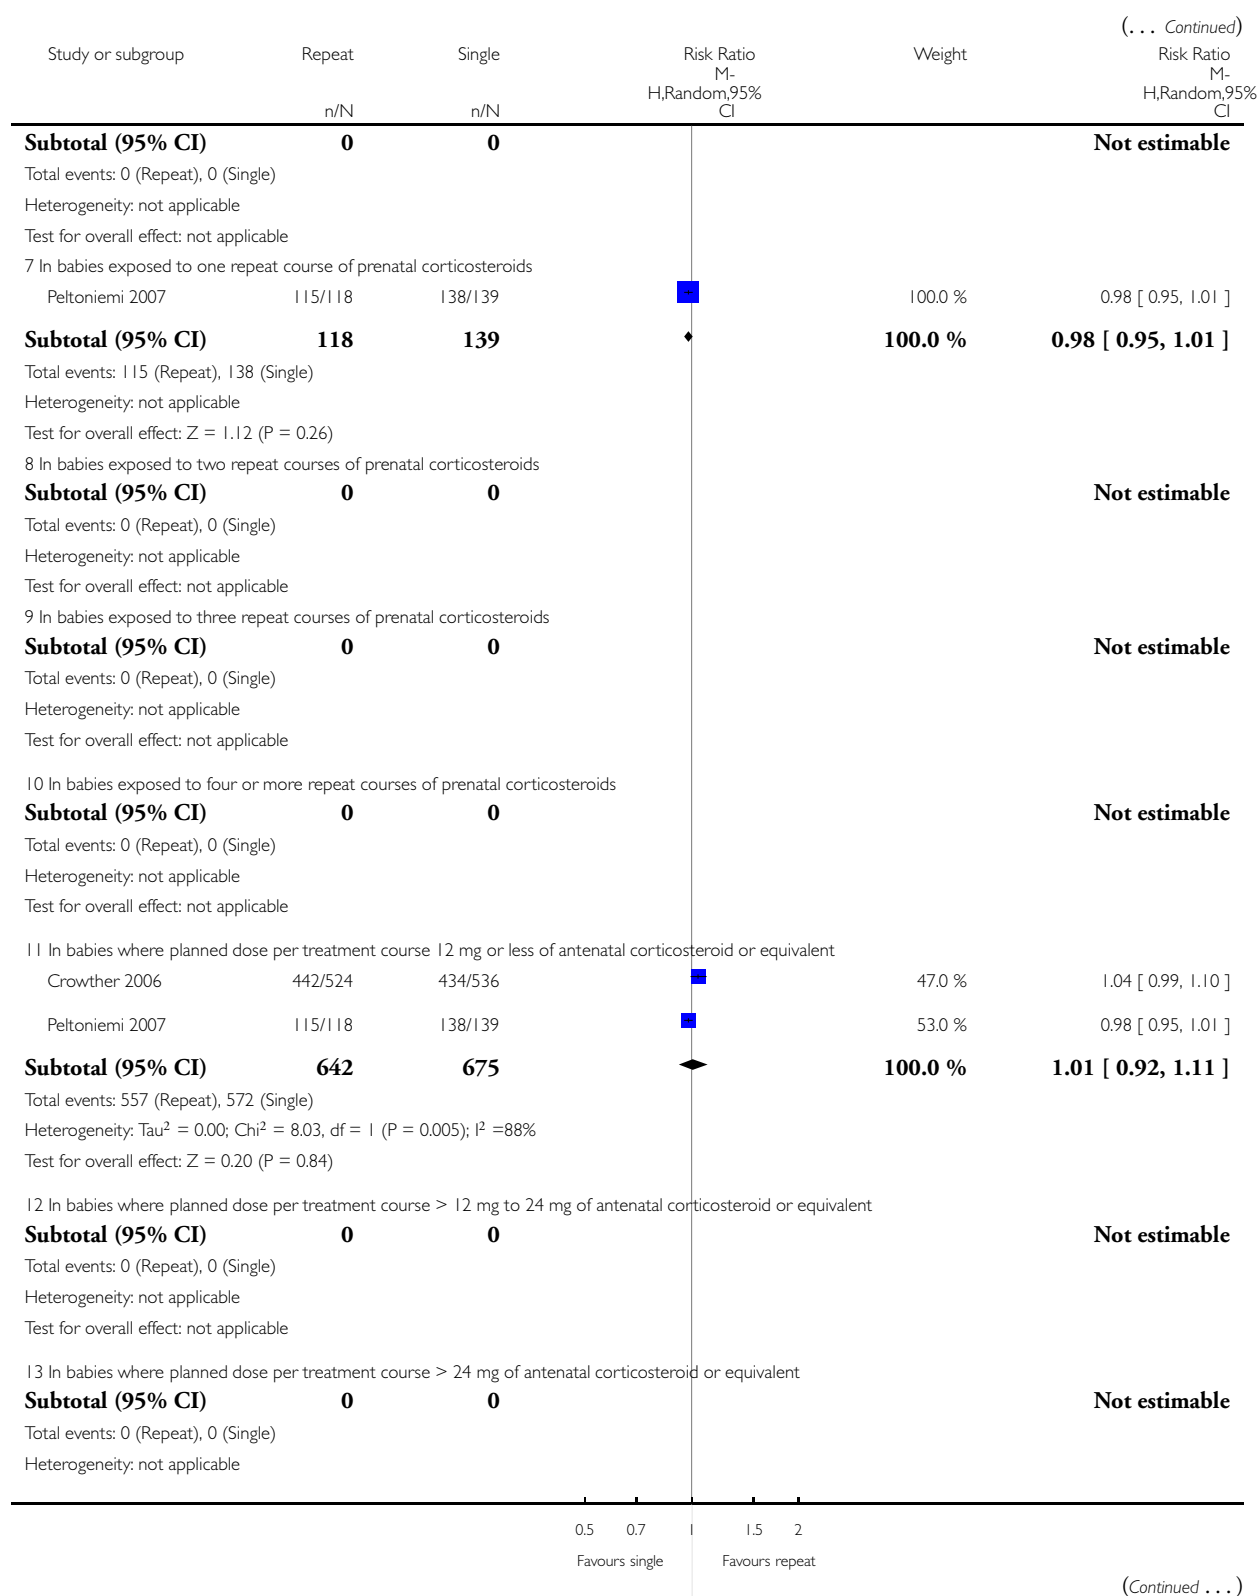 (... Continued)
Study or subgroup Repeat Single Risk Ratio Weight Risk Ratio
M- M-
H,Random,95% H,Random,95%
n/N n/N CI CI
Subtotal (95% CI) 0 0 Not estimable
Total events: 0 (Repeat), 0 (Single)
Heterogeneity: not applicable
Test for overall effect: not applicable
7 In babies exposed to one repeat course of prenatal corticosteroids
Peltoniemi 2007 115/118 138/139 100.0 % 0.98 [ 0.95, 1.01 ]
Subtotal (95% CI) 118 139 100.0 % 0.98 [ 0.95, 1.01 ]
Total events: 115 (Repeat), 138 (Single)
Heterogeneity: not applicable
Test for overall effect: Z = 1.12 (P = 0.26)
8 In babies exposed to two repeat courses of prenatal corticosteroids
Subtotal (95% CI) 0 0 Not estimable
Total events: 0 (Repeat), 0 (Single)
Heterogeneity: not applicable
Test for overall effect: not applicable
9 In babies exposed to three repeat courses of prenatal corticosteroids
Subtotal (95% CI) 0 0 Not estimable
Total events: 0 (Repeat), 0 (Single)
Heterogeneity: not applicable
Test for overall effect: not applicable
10 In babies exposed to four or more repeat courses of prenatal corticosteroids
Subtotal (95% CI) 0 0 Not estimable
Total events: 0 (Repeat), 0 (Single)
Heterogeneity: not applicable
Test for overall effect: not applicable
11 In babies where planned dose per treatment course 12 mg or less of antenatal corticosteroid or equivalent
Crowther 2006 442/524 434/536 47.0 % 1.04 [ 0.99, 1.10 ]
Peltoniemi 2007 115/118 138/139 53.0 % 0.98 [ 0.95, 1.01 ]
Subtotal (95% CI) 642 675 100.0 % 1.01 [ 0.92, 1.11 ]
Total events: 557 (Repeat), 572 (Single)
Heterogeneity: Tau² = 0.00; Chi² = 8.03, df = 1 (P = 0.005); I² =88%
Test for overall effect: Z = 0.20 (P = 0.84)
12 In babies where planned dose per treatment course > 12 mg to 24 mg of antenatal corticosteroid or equivalent
Subtotal (95% CI) 0 0 Not estimable
Total events: 0 (Repeat), 0 (Single)
Heterogeneity: not applicable
Test for overall effect: not applicable
13 In babies where planned dose per treatment course > 24 mg of antenatal corticosteroid or equivalent
Subtotal (95% CI) 0 0 Not estimable
Total events: 0 (Repeat), 0 (Single)
Heterogeneity: not applicable
0.5 0.7 1 1.5 2
Favours single Favours repeat
(Continued ...)